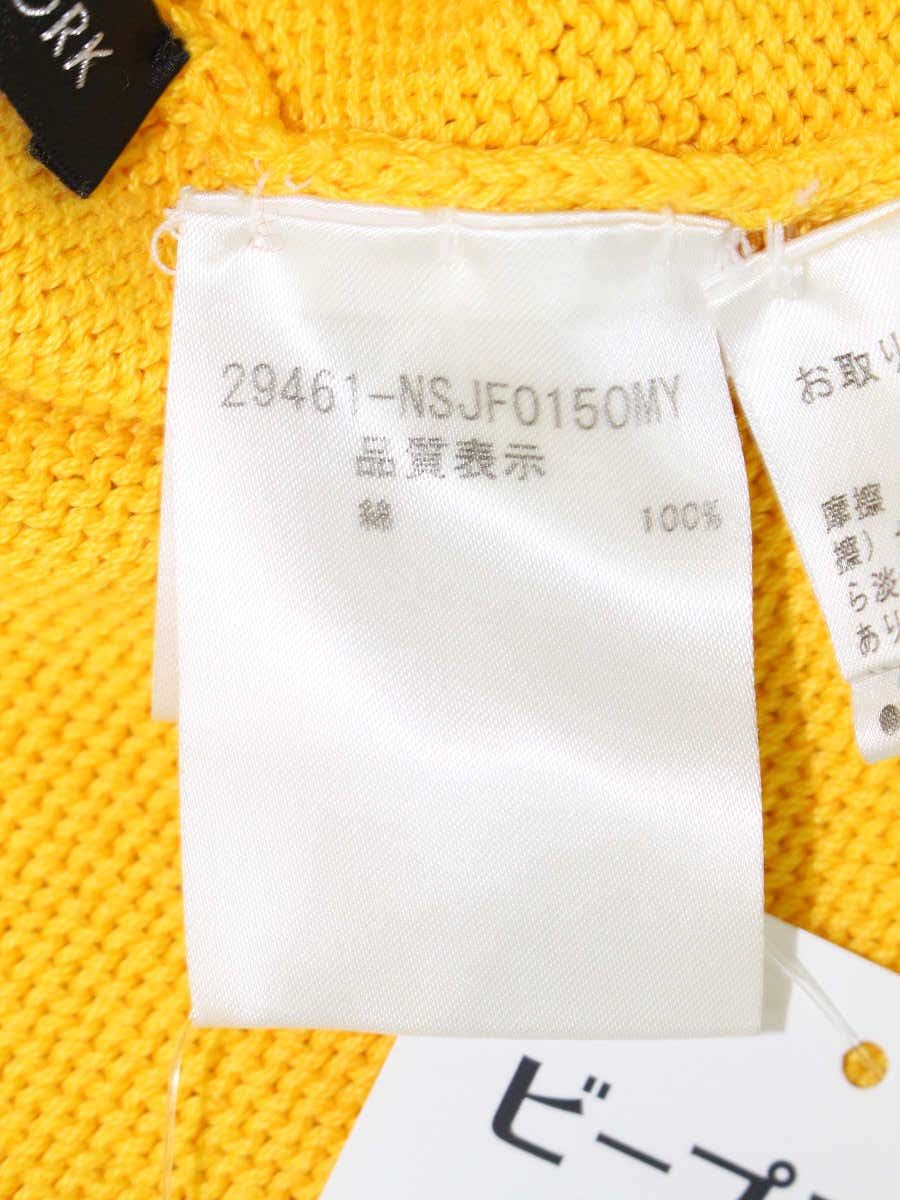 ORK
29461-NSJF0150MY
品質表示
綿 100%
お取り
摩擦
擦)
ら淡
あり
●
ビープ